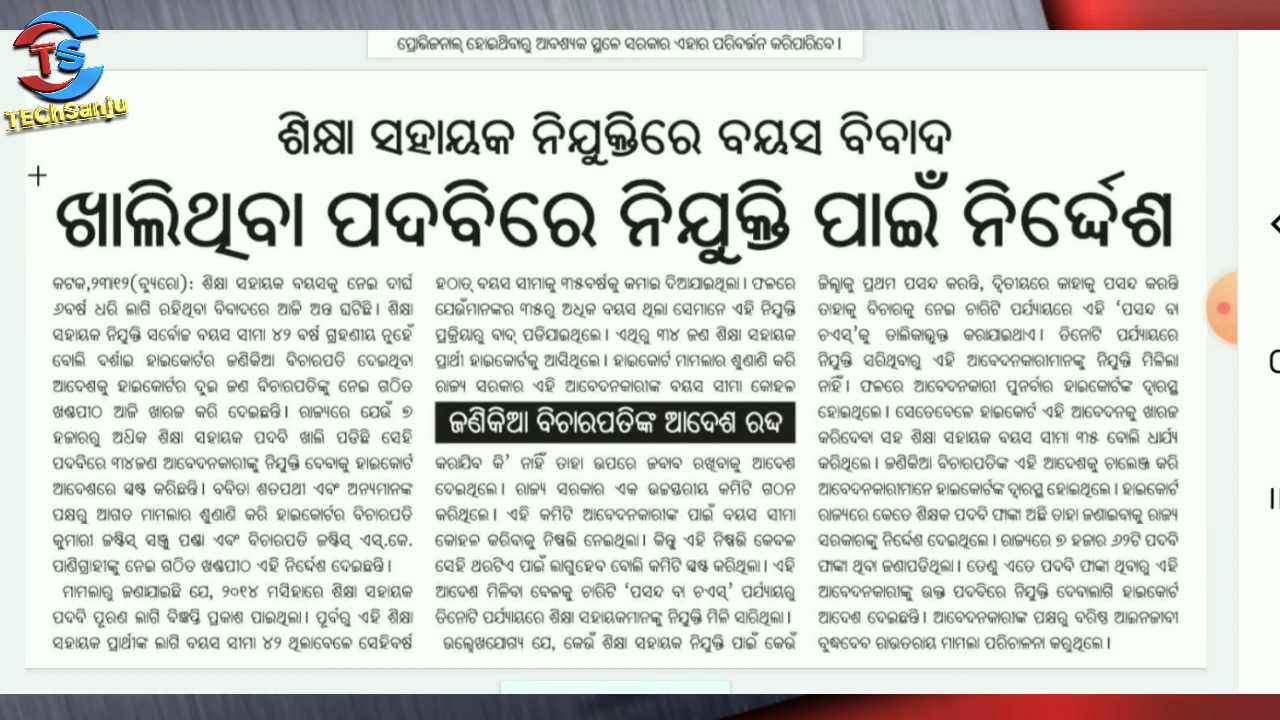 TS
TEChSanju
ପ୍ରୋଭିଜନାଲ୍ ହୋଇଥିବାରୁ ଆବଶ୍ୟକ ସ୍ଥଳେ ସରକାର ଏହାର ପରିବର୍ତ୍ତନ କରିପାରିବେ ।
ଶିକ୍ଷା ସହାୟକ ନିଯୁକ୍ତିରେ ବୟସ ବିବାଦ
ଖାଲିଥିବା ପଦବିରେ ନିଯୁକ୍ତି ପାଇଁ ନିର୍ଦ୍ଦେଶ
କଟକ,୨୩ା୧୨(ବ୍ୟୁରୋ): ଶିକ୍ଷା ସହାୟକ ବୟସକୁ ନେଇ ଦୀର୍ଘ
୬ବର୍ଷ ଧରି ଲାଗି ରହିଥିବା ବିବାଦରେ ଆଜି ଅନ୍ତ ଘଟିଛି । ଶିକ୍ଷା
ସହାୟକ ନିଯୁକ୍ତି ସର୍ବୋଚ୍ଚ ବୟସ ସୀମା ୪୨ ବର୍ଷ ଗ୍ରହଣୀୟ ନୁହେଁ
ବୋଲି ଦର୍ଶାଇ ହାଇକୋର୍ଟର ଜଣିକିଆ ବିଚାରପତି ଦେଇଥିବା
ଆଦେଶକୁ ହାଇକୋର୍ଟର ଦୁଇ ଜଣ ବିଚାରପତିଙ୍କୁ ନେଇ ଗଠିତ
ଖଣ୍ଡପୀଠ ଆଜି ଖାରଜ କରି ଦେଇଛନ୍ତି । ରାଜ୍ୟରେ ଯେଉଁ ୭
ହଜାରରୁ ଅଧିକ ଶିକ୍ଷା ସହାୟକ ପଦବି ଖାଲି ପଡିଛି ସେହି
ପଦବିରେ ୩୪ଜଣ ଆବେଦନକାରୀଙ୍କୁ ନିଯୁକ୍ତି ଦେବାକୁ ହାଇକୋର୍ଟ
ଆଦେଶରେ ସ୍ପଷ୍ଟ କରିଛନ୍ତି । ବବିତା ଶତପଥୀ ଏବଂ ଅନ୍ୟମାନଙ୍କ
ପକ୍ଷରୁ ଆଗତ ମାମଲାର ଶୁଣାଣି କରି ହାଇକୋର୍ଟର ବିଚାରପତି
କୁମାରୀ ଜଷ୍ଟିସ୍ ସଞ୍ଜୁ ପଣ୍ଡା ଏବଂ ବିଚାରପତି ଜଷ୍ଟିସ୍ ଏସ୍.କେ.
ପାଣିଗ୍ରାହୀଙ୍କୁ ନେଇ ଗଠିତ ଖଣ୍ଡପୀଠ ଏହି ନିର୍ଦ୍ଦେଶ ଦେଇଛନ୍ତି ।
ମାମଲାରୁ ଜଣାଯାଇଛି ଯେ, ୨୦୧୪ ମସିହାରେ ଶିକ୍ଷା ସହାୟକ
ପଦବି ପୂରଣ ଲାଗି ବିଜ୍ଞପ୍ତି ପ୍ରକାଶ ପାଇଥିଲା । ପୂର୍ବରୁ ଏହି ଶିକ୍ଷା
ସହାୟକ ପ୍ରାର୍ଥୀଙ୍କ ଲାଗି ବୟସ ସୀମା ୪୨ ଥିଲାବେଳେ ସେହିବର୍ଷ
ହଠାତ୍ ବୟସ ସୀମାକୁ ୩୫ବର୍ଷକୁ କମାଇ ଦିଆଯାଇଥିଲା । ଫଳରେ
ଯେଉଁମାନଙ୍କର ୩୫ରୁ ଅଧିକ ବୟସ ଥିଲା ସେମାନେ ଏହି ନିଯୁକ୍ତି
ପ୍ରକ୍ରିୟାରୁ ବାଦ୍ ପଡିଯାଇଥିଲେ । ଏଥିରୁ ୩୪ ଜଣ ଶିକ୍ଷା ସହାୟକ
ପ୍ରାର୍ଥୀ ହାଇକୋର୍ଟକୁ ଆସିଥିଲେ । ହାଇକୋର୍ଟ ମାମଲାର ଶୁଣାଣି କରି
ରାଜ୍ୟ ସରକାର ଏହି ଆବେଦନକାରୀଙ୍କ ବୟସ ସୀମା କୋହଳ
ଜଣିକିଆ ବିଚାରପତିଙ୍କ ଆଦେଶ ରଦ୍ଦ
କରାଯିବ କି’ ନାହିଁ ତାହା ଉପରେ ଜବାବ ରଖିବାକୁ ଆଦେଶ
ଦେଇଥିଲେ । ରାଜ୍ୟ ସରକାର ଏକ ଉଚ୍ଚସ୍ତରୀୟ କମିଟି ଗଠନ
କରିଥିଲେ । ଏହି କମିଟି ଆବେଦନକାରୀଙ୍କ ପାଇଁ ବୟସ ସୀମା
କୋହଳ କରିବାକୁ ନିଷ୍ପତ୍ତି ନେଇଥିଲା । କିନ୍ତୁ ଏହି ନିଷ୍ପତ୍ତି କେବଳ
ସେହି ଥରଟିଏ ପାଇଁ ଲାଗୁହେବ ବୋଲି କମିଟି ସ୍ପଷ୍ଟ କରିଥିଲା । ଏହି
ଆଦେଶ ମିଳିବା ବେଳକୁ ଚାରିଟି ‘ପସନ୍ଦ ବା ଚଏସ୍’ ପର୍ଯ୍ୟାୟରୁ
ତିନୋଟି ପର୍ଯ୍ୟାୟରେ ଶିକ୍ଷା ସହାୟକମାନଙ୍କୁ ନିଯୁକ୍ତି ମିଳି ସାରିଥିଲା ।
ଉଲ୍ଲେଖଯୋଗ୍ୟ ଯେ, କେଉଁ ଶିକ୍ଷା ସହାୟକ ନିଯୁକ୍ତି ପାଇଁ କେଉଁ
ଜିଲ୍ଲାକୁ ପ୍ରଥମ ପସନ୍ଦ କରନ୍ତି, ଦ୍ୱିତୀୟରେ କାହାକୁ ପସନ୍ଦ କରନ୍ତି
ତାହାକୁ ବିଚାରକୁ ନେଇ ଚାରିଟି ପର୍ଯ୍ୟାୟରେ ଏହି ‘ପସନ୍ଦ ବା
ଚଏସ୍’କୁ ତାଲିକାଭୁକ୍ତ କରାଯାଇଥାଏ । ତିନୋଟି ପର୍ଯ୍ୟାୟରେ
ନିଯୁକ୍ତି ସରିଥିବାରୁ ଏହି ଆବେଦନକାରୀମାନଙ୍କୁ ନିଯୁକ୍ତି ମିଳିଲା
ନାହିଁ । ଫଳରେ ଆବେଦନକାରୀ ପୁନର୍ବାର ହାଇକୋର୍ଟଙ୍କ ଦ୍ୱାରସ୍ଥ
ହୋଇଥିଲେ । ସେତେବେଳେ ହାଇକୋର୍ଟ ଏହି ଆବେଦନକୁ ଖାରଜ
କରିଦେବା ସହ ଶିକ୍ଷା ସହାୟକ ବୟସ ସୀମା ୩୫ ବୋଲି ଧାର୍ଯ୍ୟ
କରିଥିଲେ । ଜଣିକିଆ ବିଚାରପତିଙ୍କ ଏହି ଆଦେଶକୁ ଚାଲେଞ୍ଜ କରି
ଆବେଦନକାରୀମାନେ ହାଇକୋର୍ଟଙ୍କ ଦ୍ୱାରସ୍ଥ ହୋଇଥିଲେ । ହାଇକୋର୍ଟ
ରାଜ୍ୟରେ କେତେ ଶିକ୍ଷକ ପଦବି ଫାଙ୍କା ଅଛି ତାହା ଜଣାଇବାକୁ ରାଜ୍ୟ
ସରକାରଙ୍କୁ ନିର୍ଦ୍ଦେଶ ଦେଇଥିଲେ । ରାଜ୍ୟରେ ୭ ହଜାର ୬୨ଟି ପଦବି
ଫାଙ୍କା ଥିବା ଜଣାପଡିଥିଲା । ତେଣୁ ଏତେ ପଦବି ଫାଙ୍କା ଥିବାରୁ ଏହି
ଆବେଦନକାରୀଙ୍କୁ ଉକ୍ତ ପଦବିରେ ନିଯୁକ୍ତି ଦେବାଲାଗି ହାଇକୋର୍ଟ
ଆଦେଶ ଦେଇଛନ୍ତି । ଆବେଦନକାରୀଙ୍କ ପକ୍ଷରୁ ବରିଷ୍ଠ ଆଇନଜୀବୀ
ବୁଦ୍ଧଦେବ ରାଉତରାୟ ମାମଲା ପରିଚାଳନା କରୁଥିଲେ ।